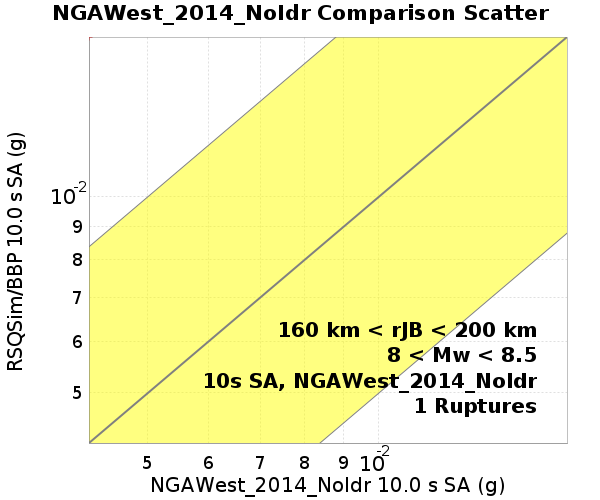 NGAWest_2014_NoIdr Comparison Scatter
RSQSim/BBP 10.0 s SA (g)
10-2
9
8
7
6
5
160 km < rJB < 200 km
8 < Mw < 8.5
10s SA, NGAWest_2014_NoIdr
1 Ruptures
5 6 7 8 9 10-2
NGAWest_2014_NoIdr 10.0 s SA (g)